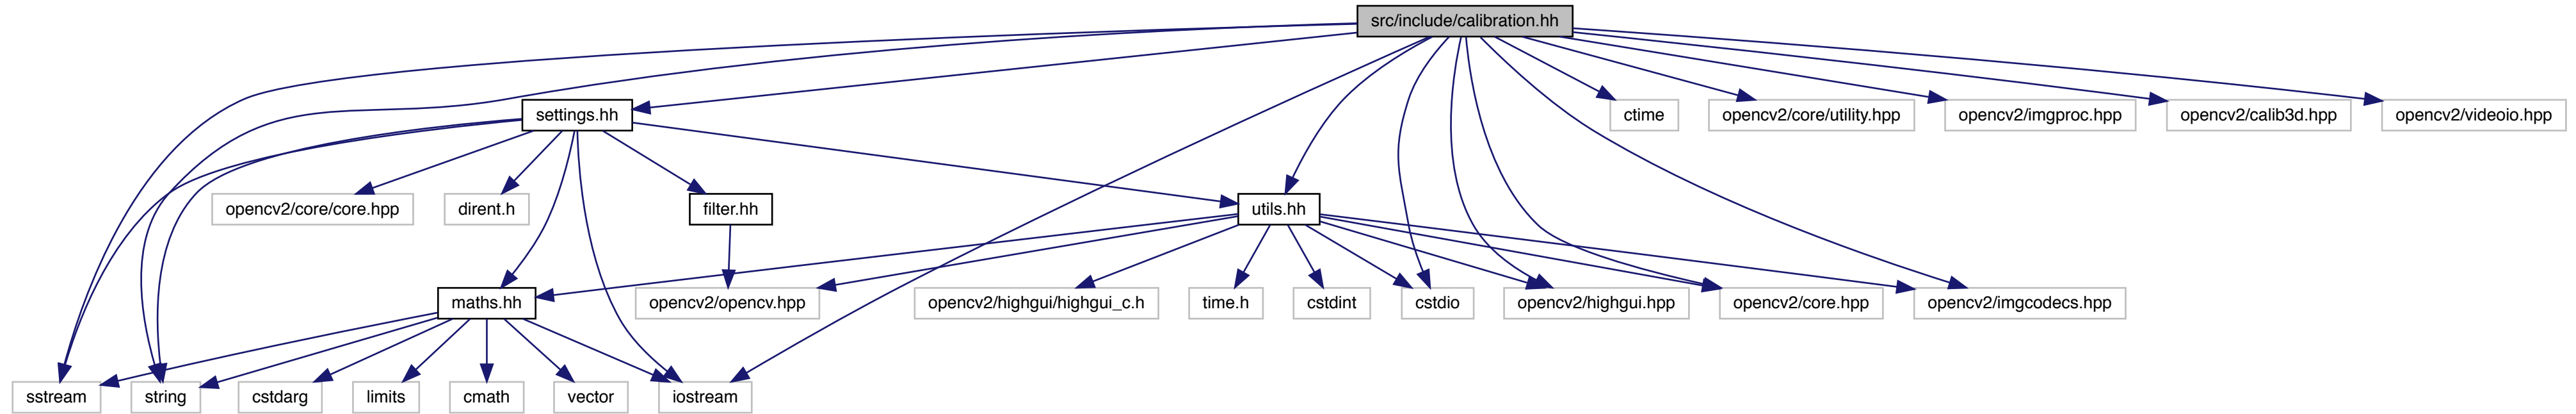 src/include/calibration.hh
settings.hh
ctime
opencv2/core/utility.hpp
opencv2/imgproc.hpp
opencv2/calib3d.hpp
opencv2/videoio.hpp
opencv2/core/core.hpp
dirent.h
filter.hh
utils.hh
maths.hh
opencv2/opencv.hpp
opencv2/highgui/highgui_c.h
time.h
cstdint
cstdio
opencv2/highgui.hpp
opencv2/core.hpp
opencv2/imgcodecs.hpp
sstream
string
cstdarg
limits
cmath
vector
iostream